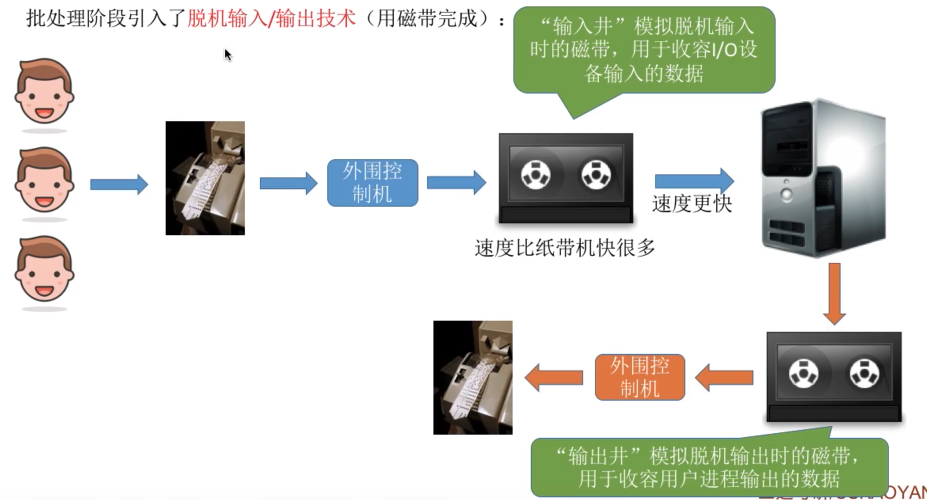 批处理阶段引入了脱机输入/输出技术（用磁带完成）：
“输入井”模拟脱机输入
时的磁带，用于收容I/O设
备输入的数据
外围控
制机
速度更快
速度比纸带机快很多
外围控
制机
“输出井”模拟脱机输出时的磁带，
用于收容用户进程输出的数据